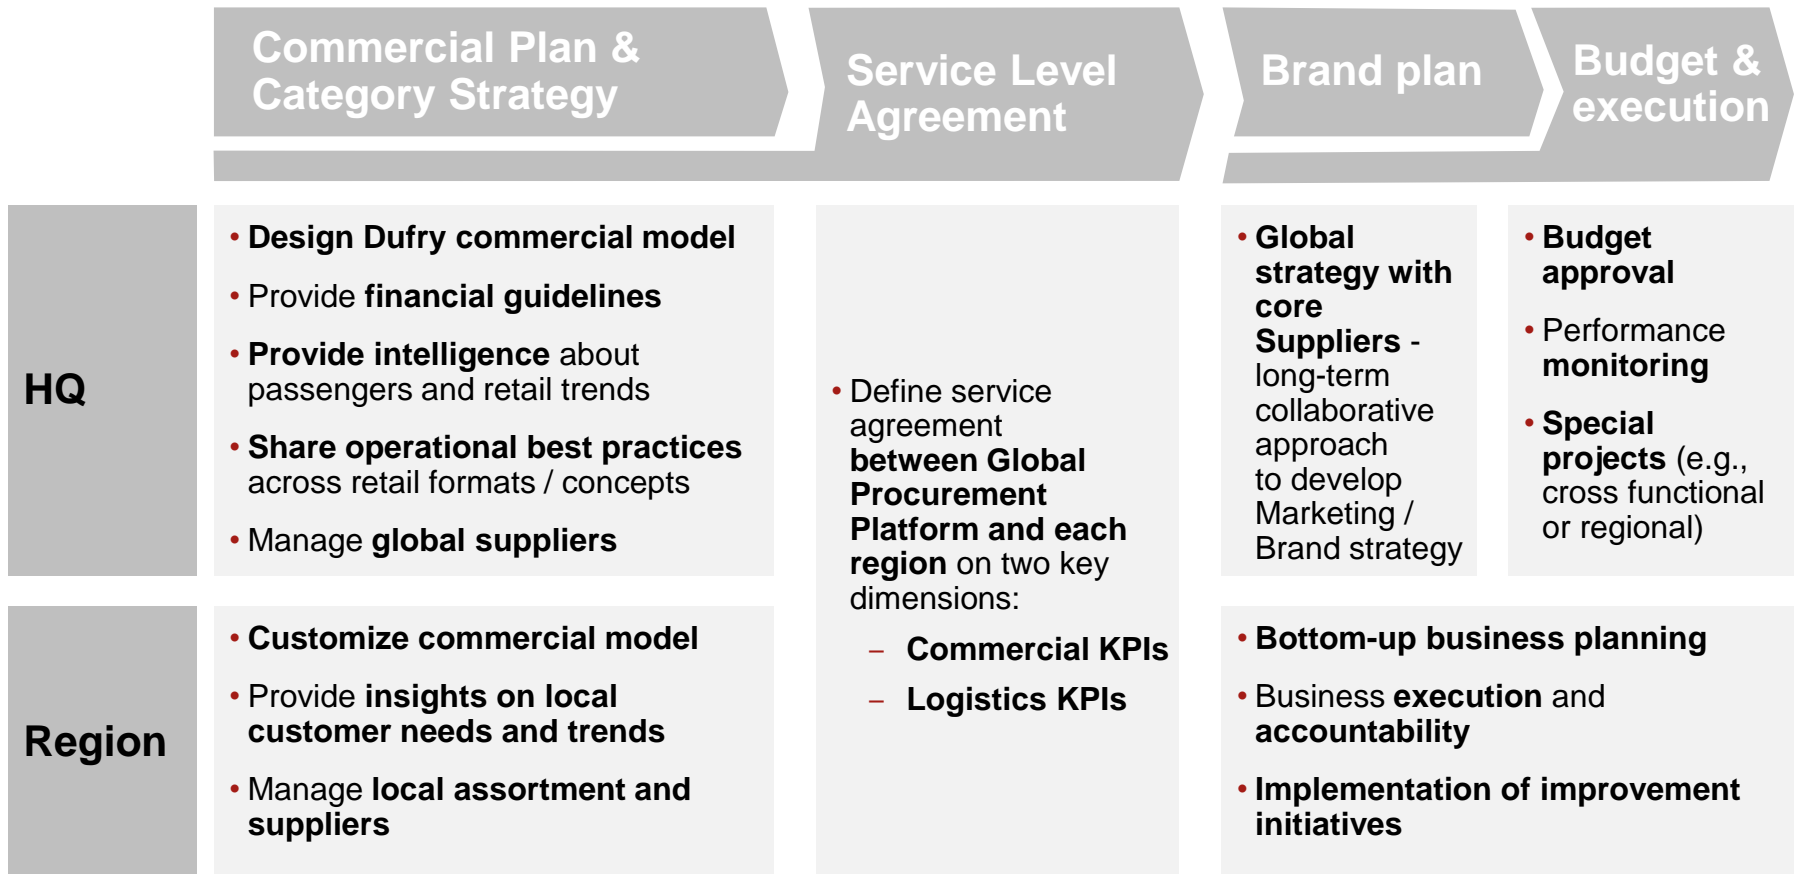 Commercial Plan &
Category Strategy
Service Level
Agreement
Brand plan
Budget &
execution
HQ
• Design Dufry commercial model
• Provide financial guidelines
• Provide intelligence about
passengers and retail trends
• Share operational best practices
across retail formats / concepts
• Manage global suppliers
• Define service
agreement
between Global
Procurement
Platform and each
region on two key
dimensions:
– Commercial KPIs
– Logistics KPIs
• Global
strategy with
core
Suppliers -
long-term
collaborative
approach
to develop
Marketing /
Brand strategy
• Budget
approval
• Performance
monitoring
• Special
projects (e.g.,
cross functional
or regional)
Region
• Customize commercial model
• Provide insights on local
customer needs and trends
• Manage local assortment and
suppliers
• Bottom-up business planning
• Business execution and
accountability
• Implementation of improvement
initiatives